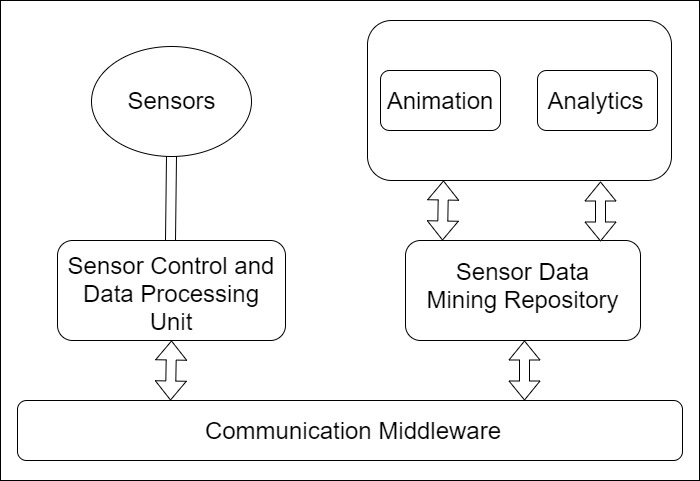 Sensors
Animation
Analytics
Sensor Control and
Data Processing
Unit
Sensor Data
Mining Repository
Communication Middleware